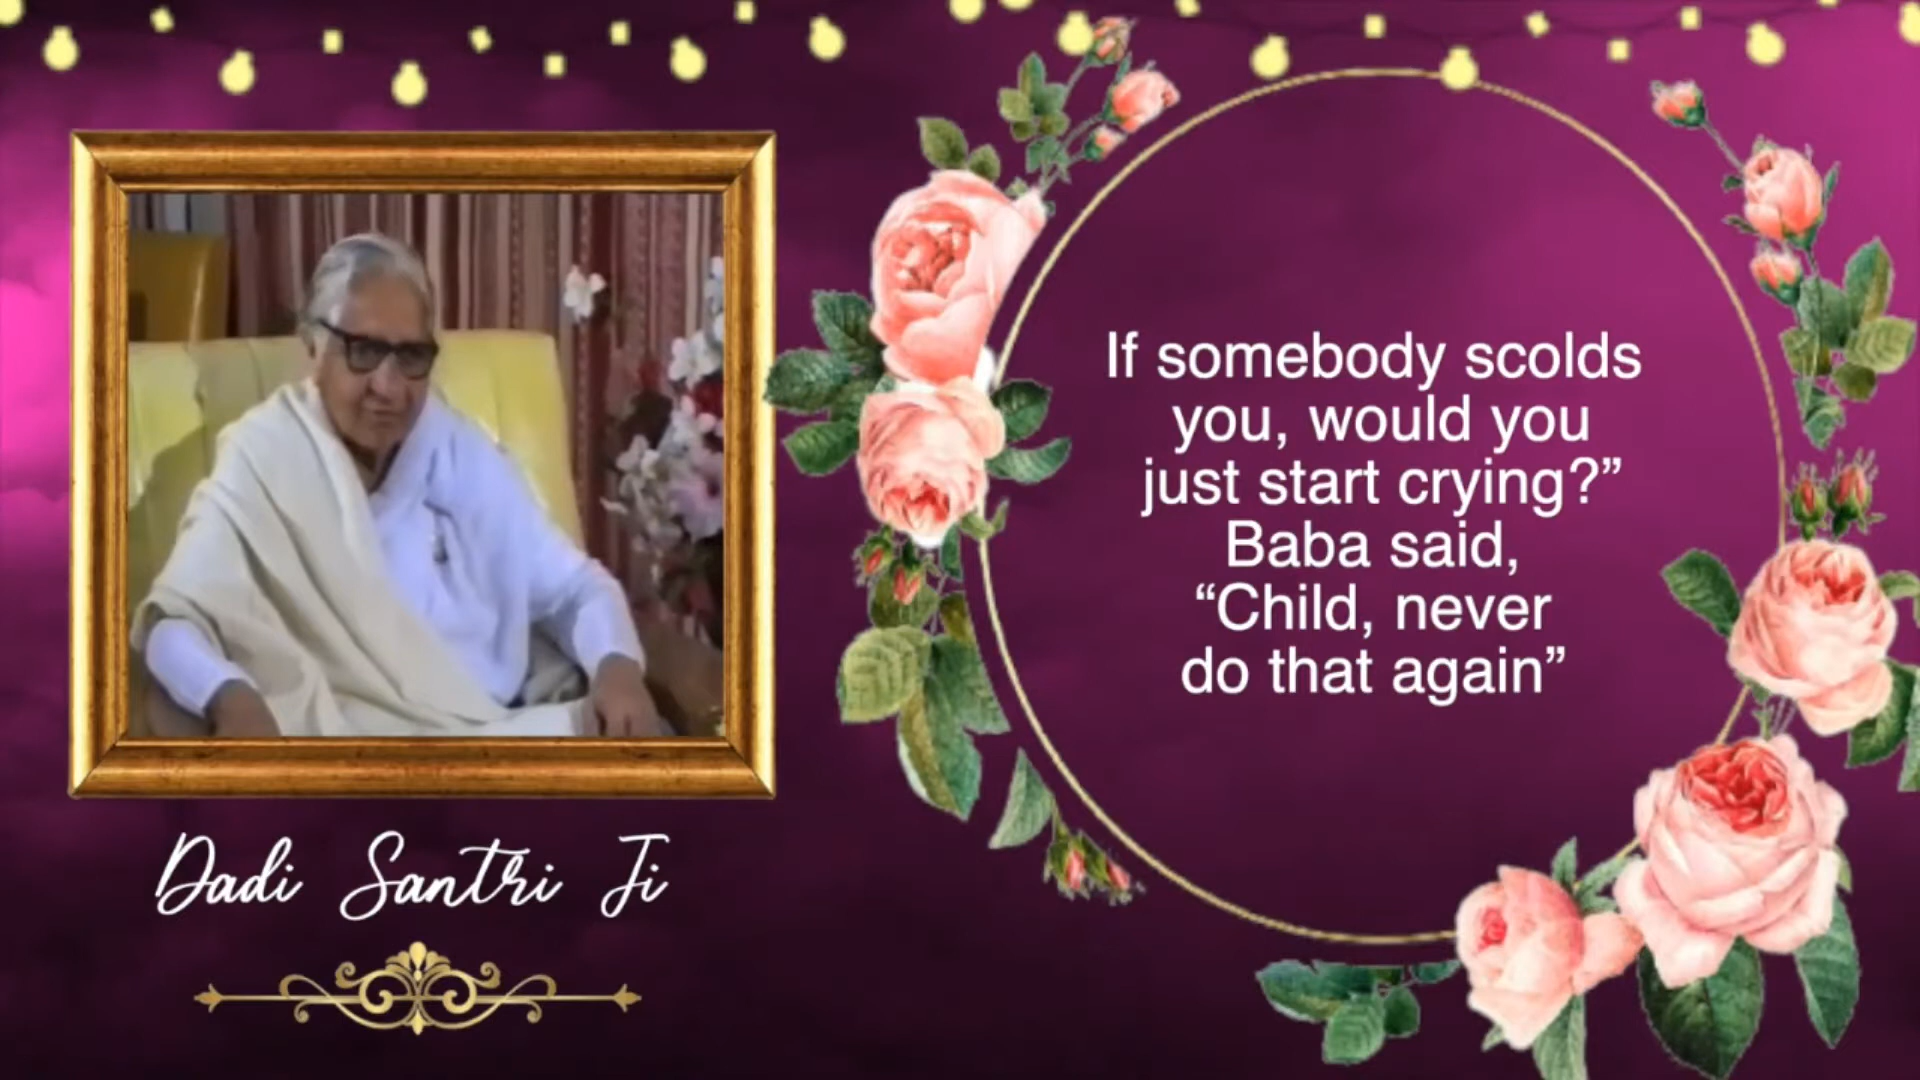 If somebody scolds
you, would you
just start crying?”
Baba said,
“Child, never
do that again”
Dadi Santri Ji